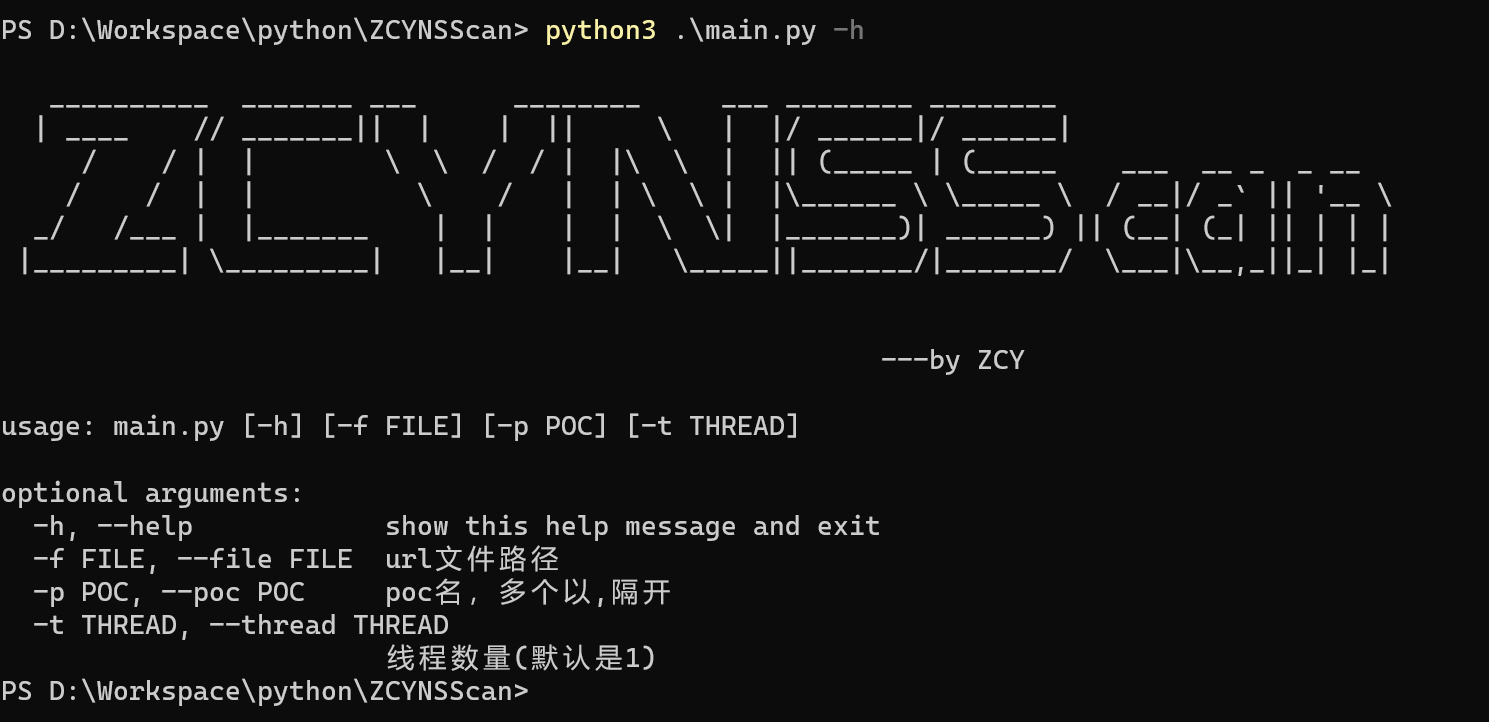 PS D:\Workspace\python\ZCYNSScan> python3 .\main.py -h
ZCYNSScan
---by ZCY
usage: main.py [-h] [-f FILE] [-p POC] [-t THREAD]
optional arguments:
-h, --help show this help message and exit
-f FILE, --file FILE url文件路径
-p POC, --poc POC poc名，多个以,隔开
-t THREAD, --thread THREAD
线程数量(默认是1)
PS D:\Workspace\python\ZCYNSScan>